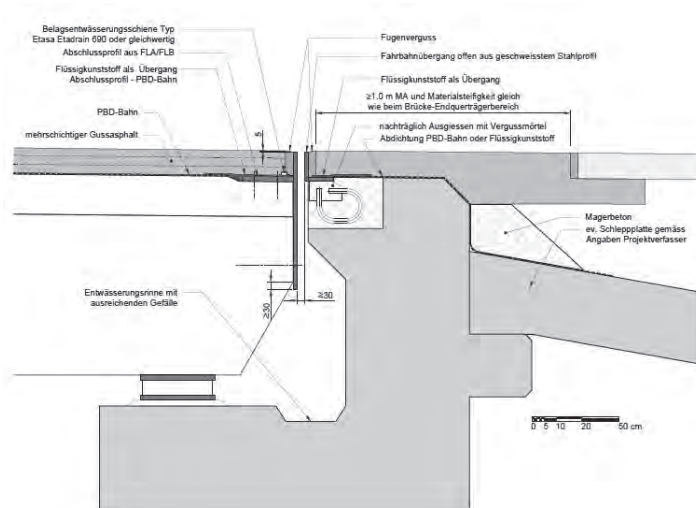 Belagsentwässerungsschiene Typ
Etasa Etadrain 690 oder gleichwertig
Abschlussprofil aus FLA/FLB
Flüssigkunststoff als Übergang
Abschlussprofil - PBD-Bahn
PBD-Bahn
mehrschichtiger Gussasphalt
Fugenverguss
Fahrbahnübergang offen aus geschweisstem Stahlprofil
Flüssigkunststoff als Übergang
≥1.0 m MA und Materialsteifigkeit gleich
wie beim Brücke-Endquerträgerbereich
nachträglich Ausgiessen mit Vergussmörtel
Abdichtung PBD-Bahn oder Flüssigkunststoff
5
Magerbeton
ev. Schleppplatte gemäss
Angaben Projektverfasser
Entwässerungsrinne mit
ausreichenden Gefälle
≥30
≥30
0 5 10 20 50 cm